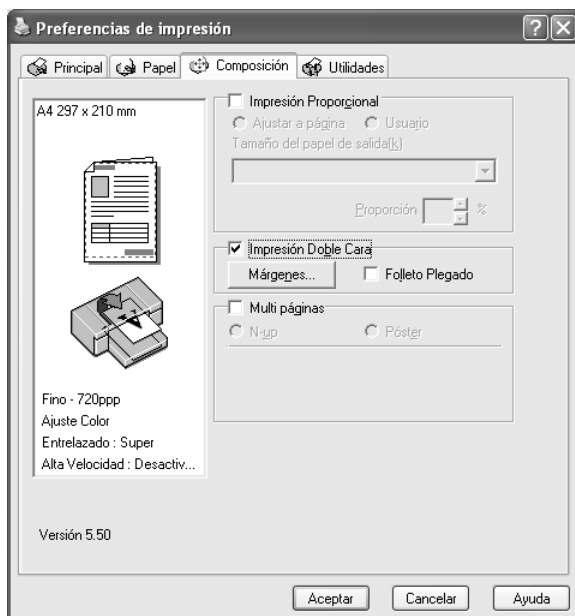 Preferencias de impresión
Principal Papel Composición Utilidades
A4 297 x 210 mm
Fino - 720ppp
Ajuste Color
Entrelazado : Super
Alta Velocidad : Desactiv...
Versión 5.50
Impresión Proporcional
Ajustar a página Usuario
Tamaño del papel de salida(k)
Proporción %
Impresión Doble Cara
Márgenes... Folleto Plegado
Multi páginas
N-up Póster
Aceptar Cancelar Ayuda